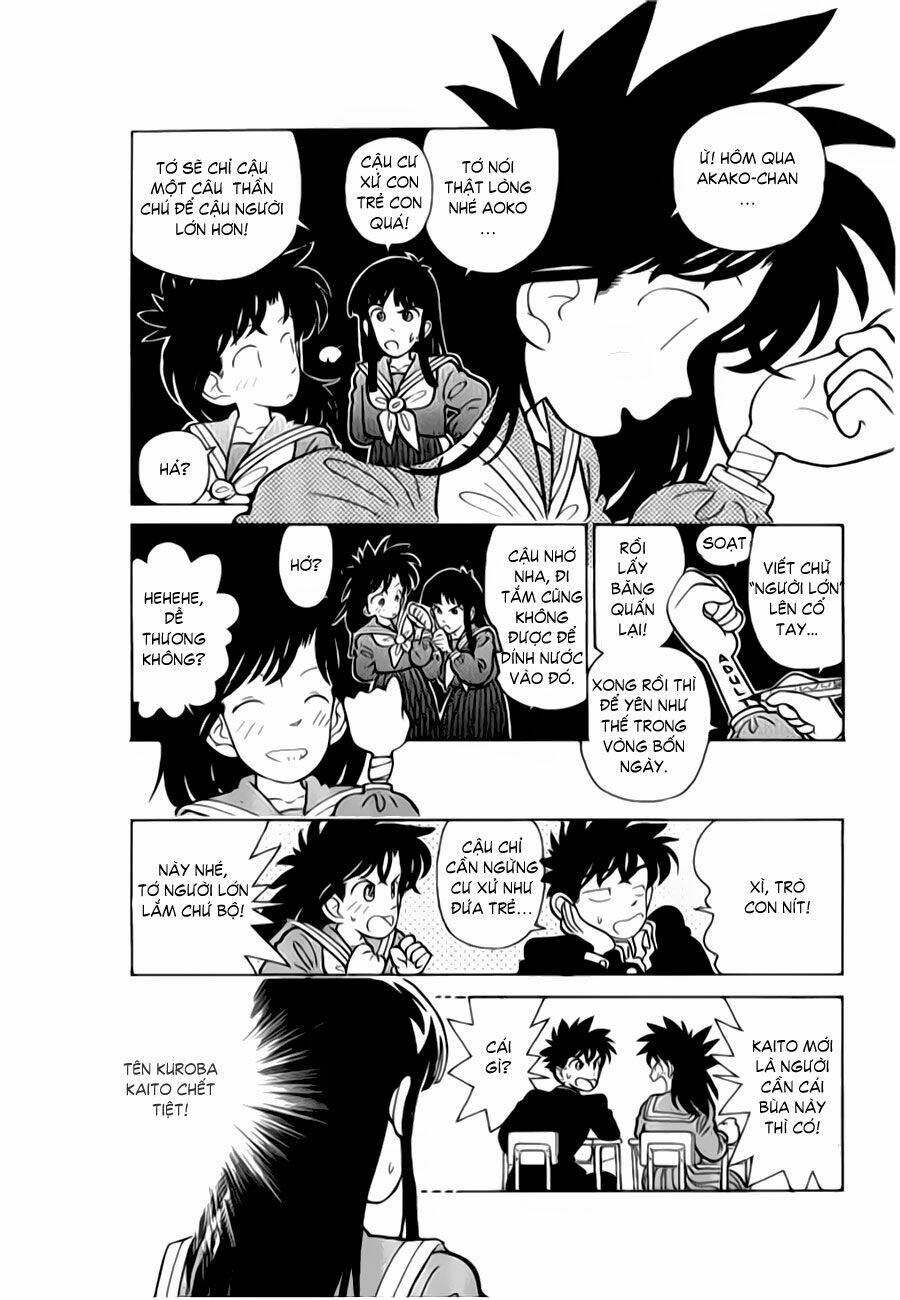 Ừ! HÔM QUA
AKAKO-CHAN
...
TỚ NÓI
THẬT LÒNG
NHÉ AOKO
...
CẬU CƯ
XỬ CON
TRẺ CON
QUÁ!
TỚ SẼ CHỈ CẬU
MỘT CÂU THẦN
CHÚ ĐỂ CẬU NGƯỜI
LỚN HƠN!
HẢ?
VIẾT CHỮ
"NGƯỜI LỚN"
LÊN CỔ
TAY...
SOẠT
RỒI
LẤY
BĂNG
QUẤN
LẠI!
XONG RỒI THÌ
ĐỂ YÊN NHƯ
THẾ TRONG
VÒNG BỐN
NGÀY.
CẬU NHỚ
NHA, ĐI
TẮM CŨNG
KHÔNG
ĐƯỢC ĐỂ
DÍNH NƯỚC
VÀO ĐÓ.
HỞ?
HEHEHE,
DỄ
THƯƠNG
KHÔNG?
XÌ, TRÒ
CON NÍT!
CẬU CHỈ
CẦN NGỪNG
CƯ XỬ NHƯ
ĐỨA TRẺ...
NÀY NHÉ,
TỚ NGƯỜI LỚN
LẮM CHỨ BỘ!
KAITO MỚI
LÀ NGƯỜI
CẦN CÁI
BÙA NÀY
THÌ CÓ!
CÁI
GÌ?
TÊN KUROBA
KAITO CHẾT
TIỆT!